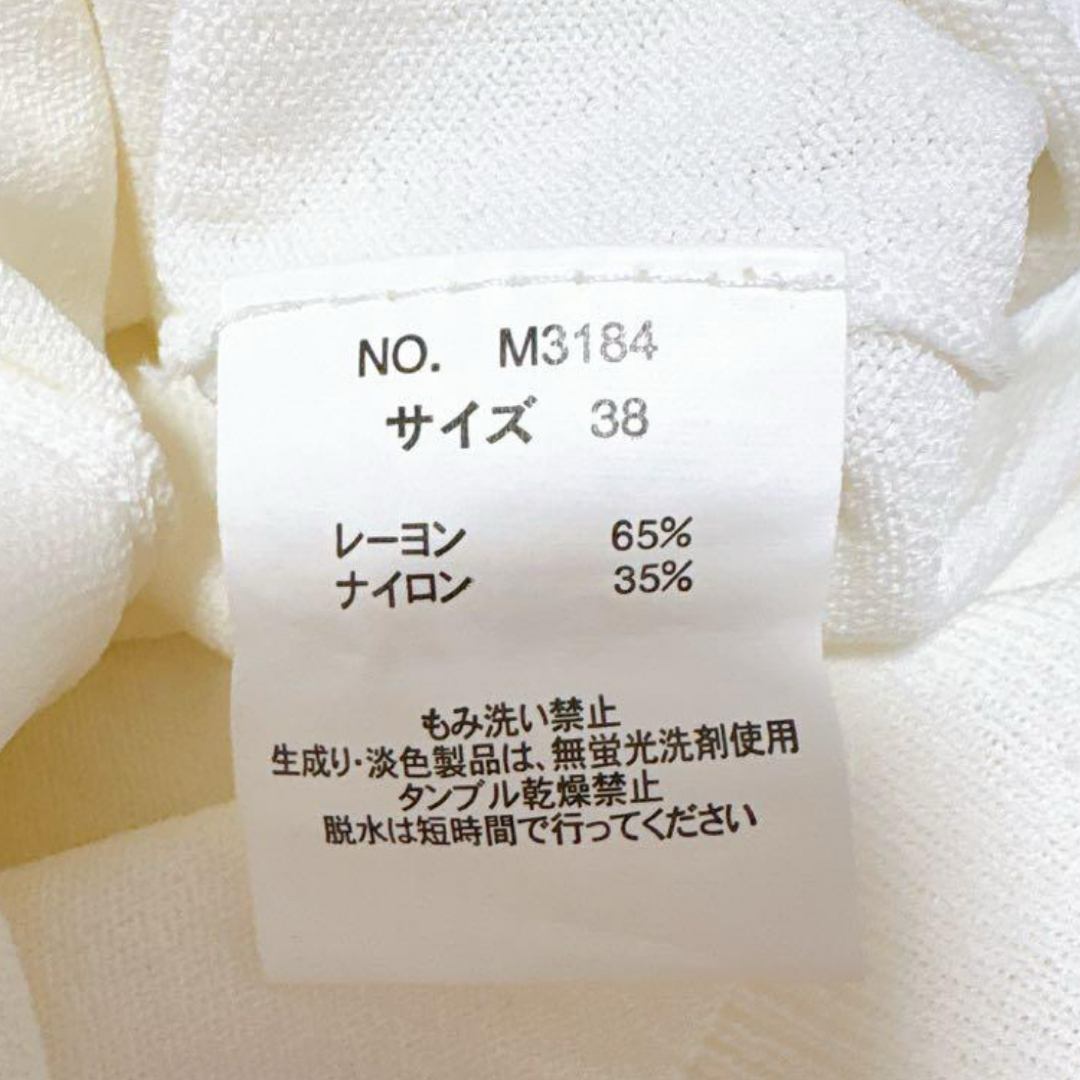 NO. M3184
サイズ 38
レーヨン 65%
ナイロン 35%
もみ洗い禁止
生成り・淡色製品は、無蛍光洗剤使用
タンブル乾燥禁止
脱水は短時間で行ってください